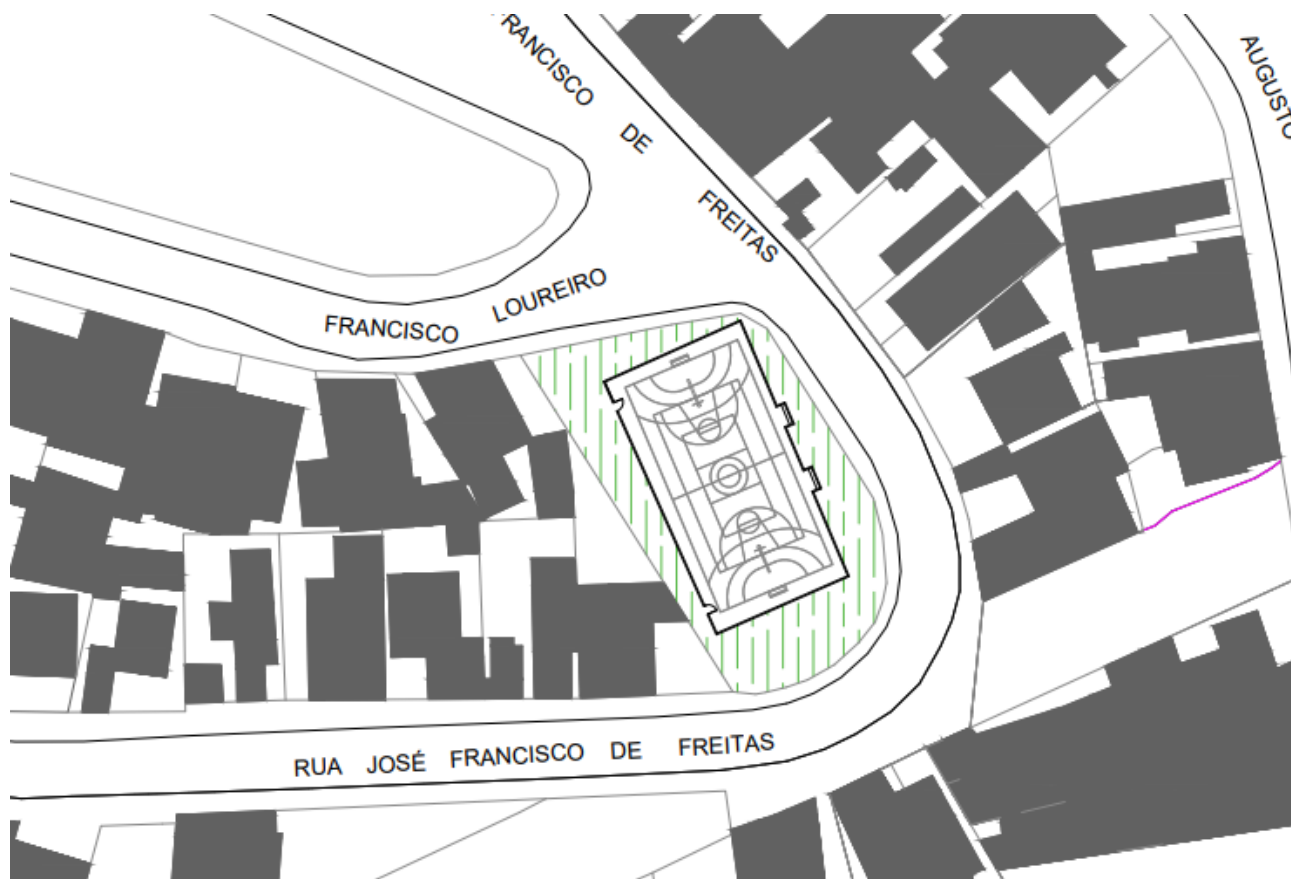 FRANCISCO DE FREITAS
AUGUSTO
FRANCISCO LOUREIRO
RUA JOSÉ FRANCISCO DE FREITAS